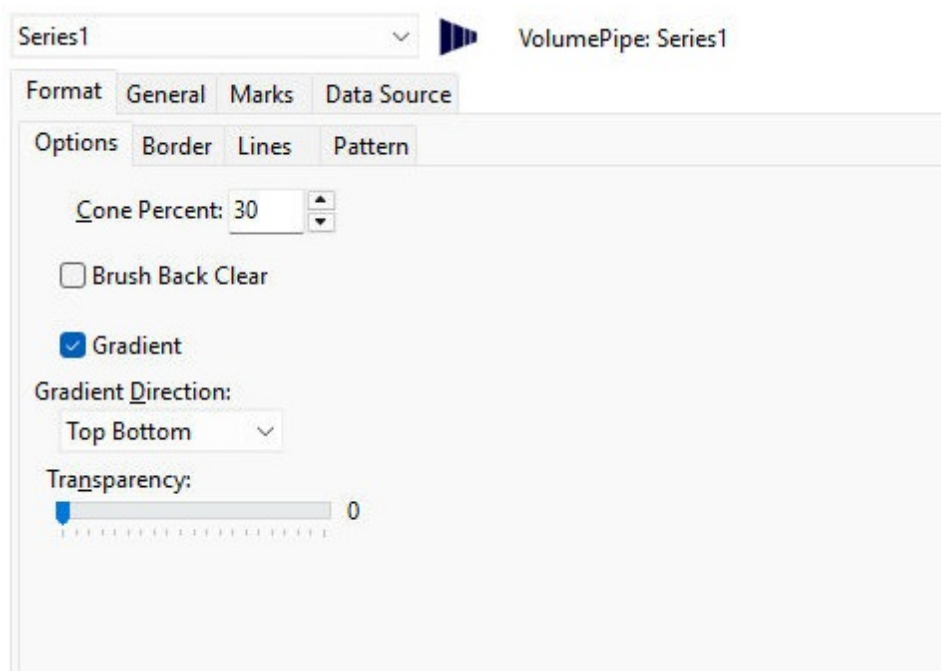 Series1 VolumePipe: Series1
Format General Marks Data Source
Options Border Lines Pattern
Cone Percent: 30
Brush Back Clear
Gradient
Gradient Direction:
Top Bottom
Transparency:
0